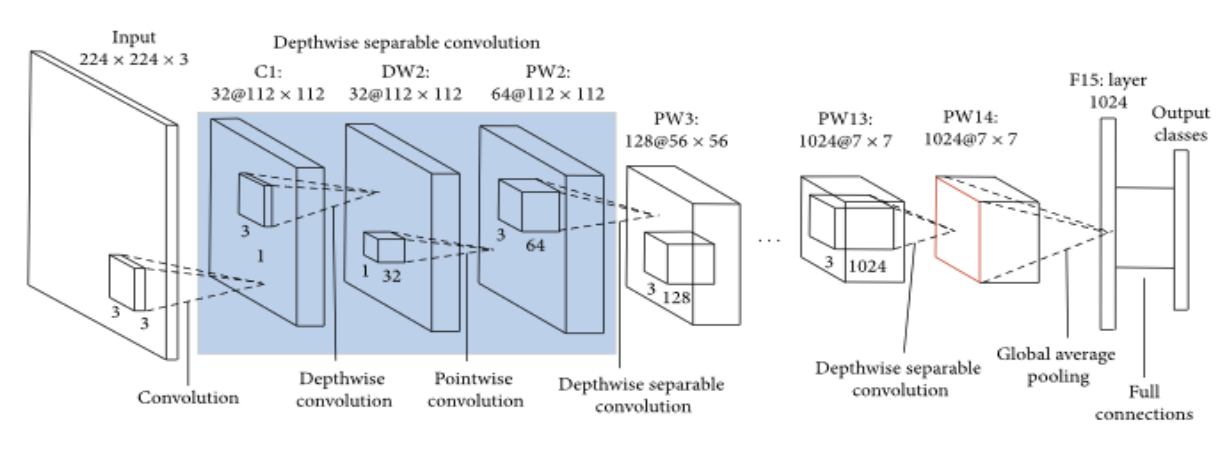 Input
224 × 224 × 3
Depthwise separable convolution
C1:
32@112 × 112
DW2:
32@112 × 112
PW2:
64@112 × 112
PW3:
128@56 × 56
PW13:
1024@7 × 7
PW14:
1024@7 × 7
F15: layer
1024
Output
classes
3
3
3
1
1
32
3
64
3
128
...
3
1024
Convolution
Depthwise
convolution
Pointwise
convolution
Depthwise separable
convolution
Depthwise separable
convolution
Global average
pooling
Full
connections